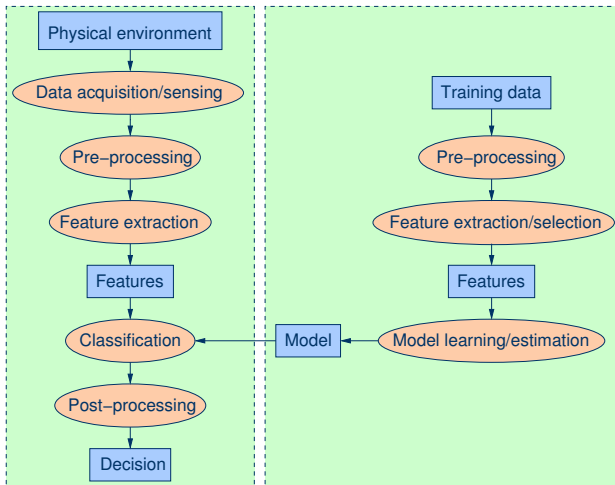 Physical environment
Data acquisition/sensing
Pre−processing
Feature extraction
Features
Classification
Post−processing
Decision
Training data
Pre−processing
Feature extraction/selection
Features
Model learning/estimation
Model